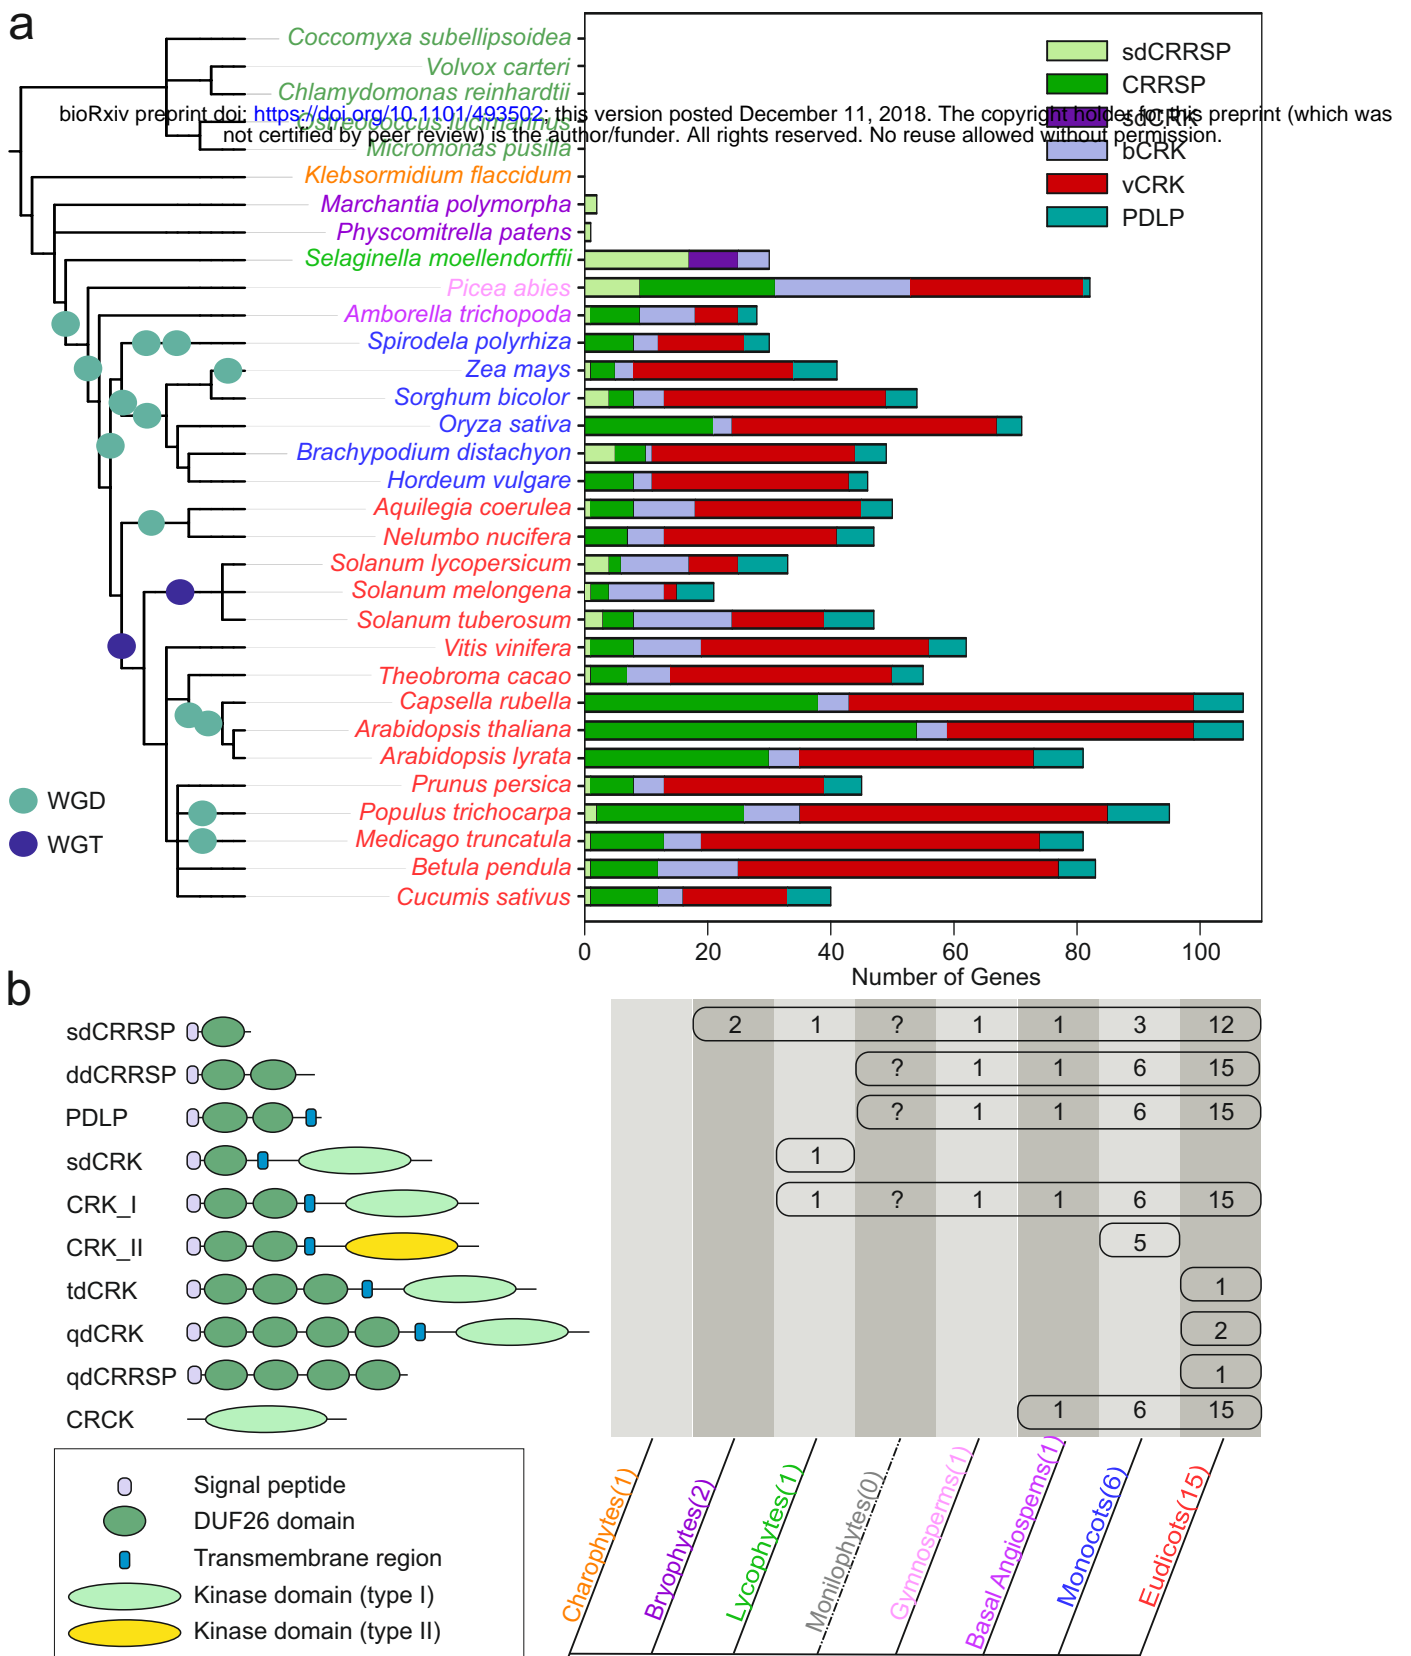 a
Coccomyxa subellipsoidea
Volvox carteri
Chlamydomonas reinhardtii
bioRxiv preprint doi: https://doi.org/10.1101/493502; this version posted December 11, 2018. The copyright holder for this preprint (which was
not certified by peer review) is the author/funder. All rights reserved. No reuse allowed without permission.
Ostreococcus lucimarinus
Micromonas pusilla
Klebsormidium flaccidum
Marchantia polymorpha
Physcomitrella patens
Selaginella moellendorffii
Picea abies
Amborella trichopoda
Spirodela polyrhiza
Zea mays
Sorghum bicolor
Oryza sativa
Brachypodium distachyon
Hordeum vulgare
Aquilegia coerulea
Nelumbo nucifera
Solanum lycopersicum
Solanum melongena
Solanum tuberosum
Vitis vinifera
Theobroma cacao
Capsella rubella
Arabidopsis thaliana
Arabidopsis lyrata
Prunus persica
Populus trichocarpa
Medicago truncatula
Betula pendula
Cucumis sativus
sdCRRSP
CRRSP
sdCRK
bCRK
vCRK
PDLP
WGD
WGT
0 20 40 60 80 100
Number of Genes
b
sdCRRSP 2 1 ? 1 1 3 12
ddCRRSP ? 1 1 6 15
PDLP ? 1 1 6 15
sdCRK 1
CRK_I 1 ? 1 1 6 15
CRK_II 5
tdCRK 1
qdCRK 2
qdCRRSP 1
CRCK 1 6 15
Signal peptide
DUF26 domain
Transmembrane region
Kinase domain (type I)
Kinase domain (type II)
Charophytes(1)
Bryophytes(2)
Lycophytes(1)
Monilophytes(0)
Gymnosperms(1)
Basal Angiospems(1)
Monocots(6)
Eudicots(15)